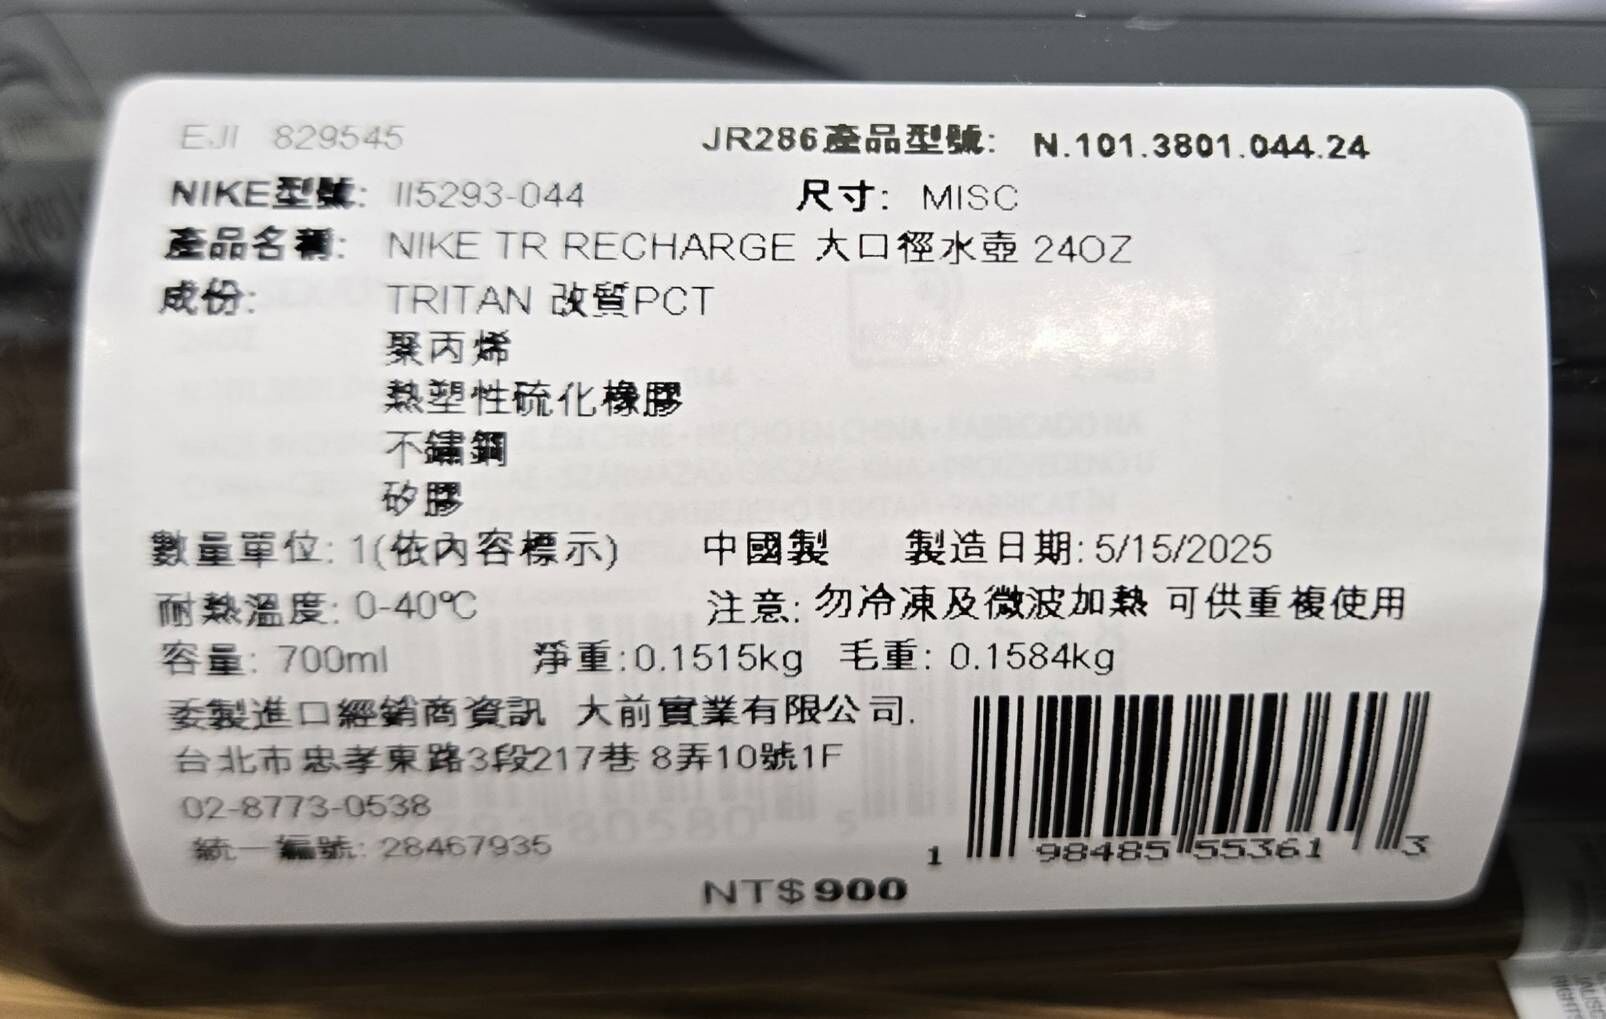 EJI 829545 JR286產品型號: N.101.3801.044.24
NIKE型號: II5293-044 尺寸: MISC
產品名稱: NIKE TR RECHARGE 大口徑水壺 24OZ
成份: TRITAN 改質PCT
聚丙烯
熱塑性硫化橡膠
不鏽鋼
矽膠
數量單位: 1(依內容標示) 中國製 製造日期: 5/15/2025
耐熱溫度: 0-40℃ 注意: 勿冷凍及微波加熱 可供重複使用
容量: 700ml 淨重:0.1515kg 毛重: 0.1584kg
委製進口經銷商資訊 大前實業有限公司.
台北市忠孝東路3段217巷 8弄10號1F
02-8773-0538
統一編號: 28467935
1 98485 55361 3
NT$900